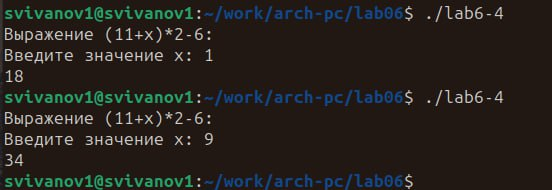 svivanov1@svivanov1:~/work/arch-pc/lab06$ ./lab6-4
Выражение (11+x)*2-6:
Введите значение x: 1
18
svivanov1@svivanov1:~/work/arch-pc/lab06$ ./lab6-4
Выражение (11+x)*2-6:
Введите значение x: 9
34
svivanov1@svivanov1:~/work/arch-pc/lab06$